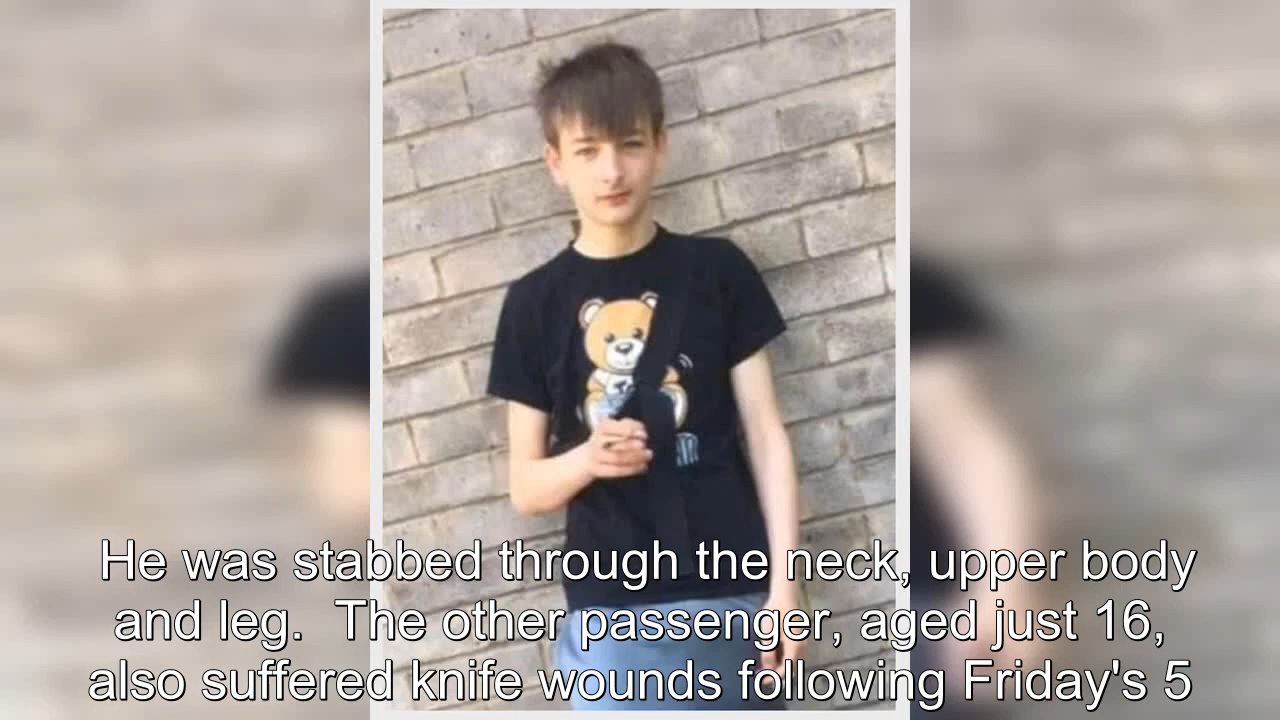 He was stabbed through the neck, upper body
and leg.  The other passenger, aged just 16,
also suffered knife wounds following Friday's 5